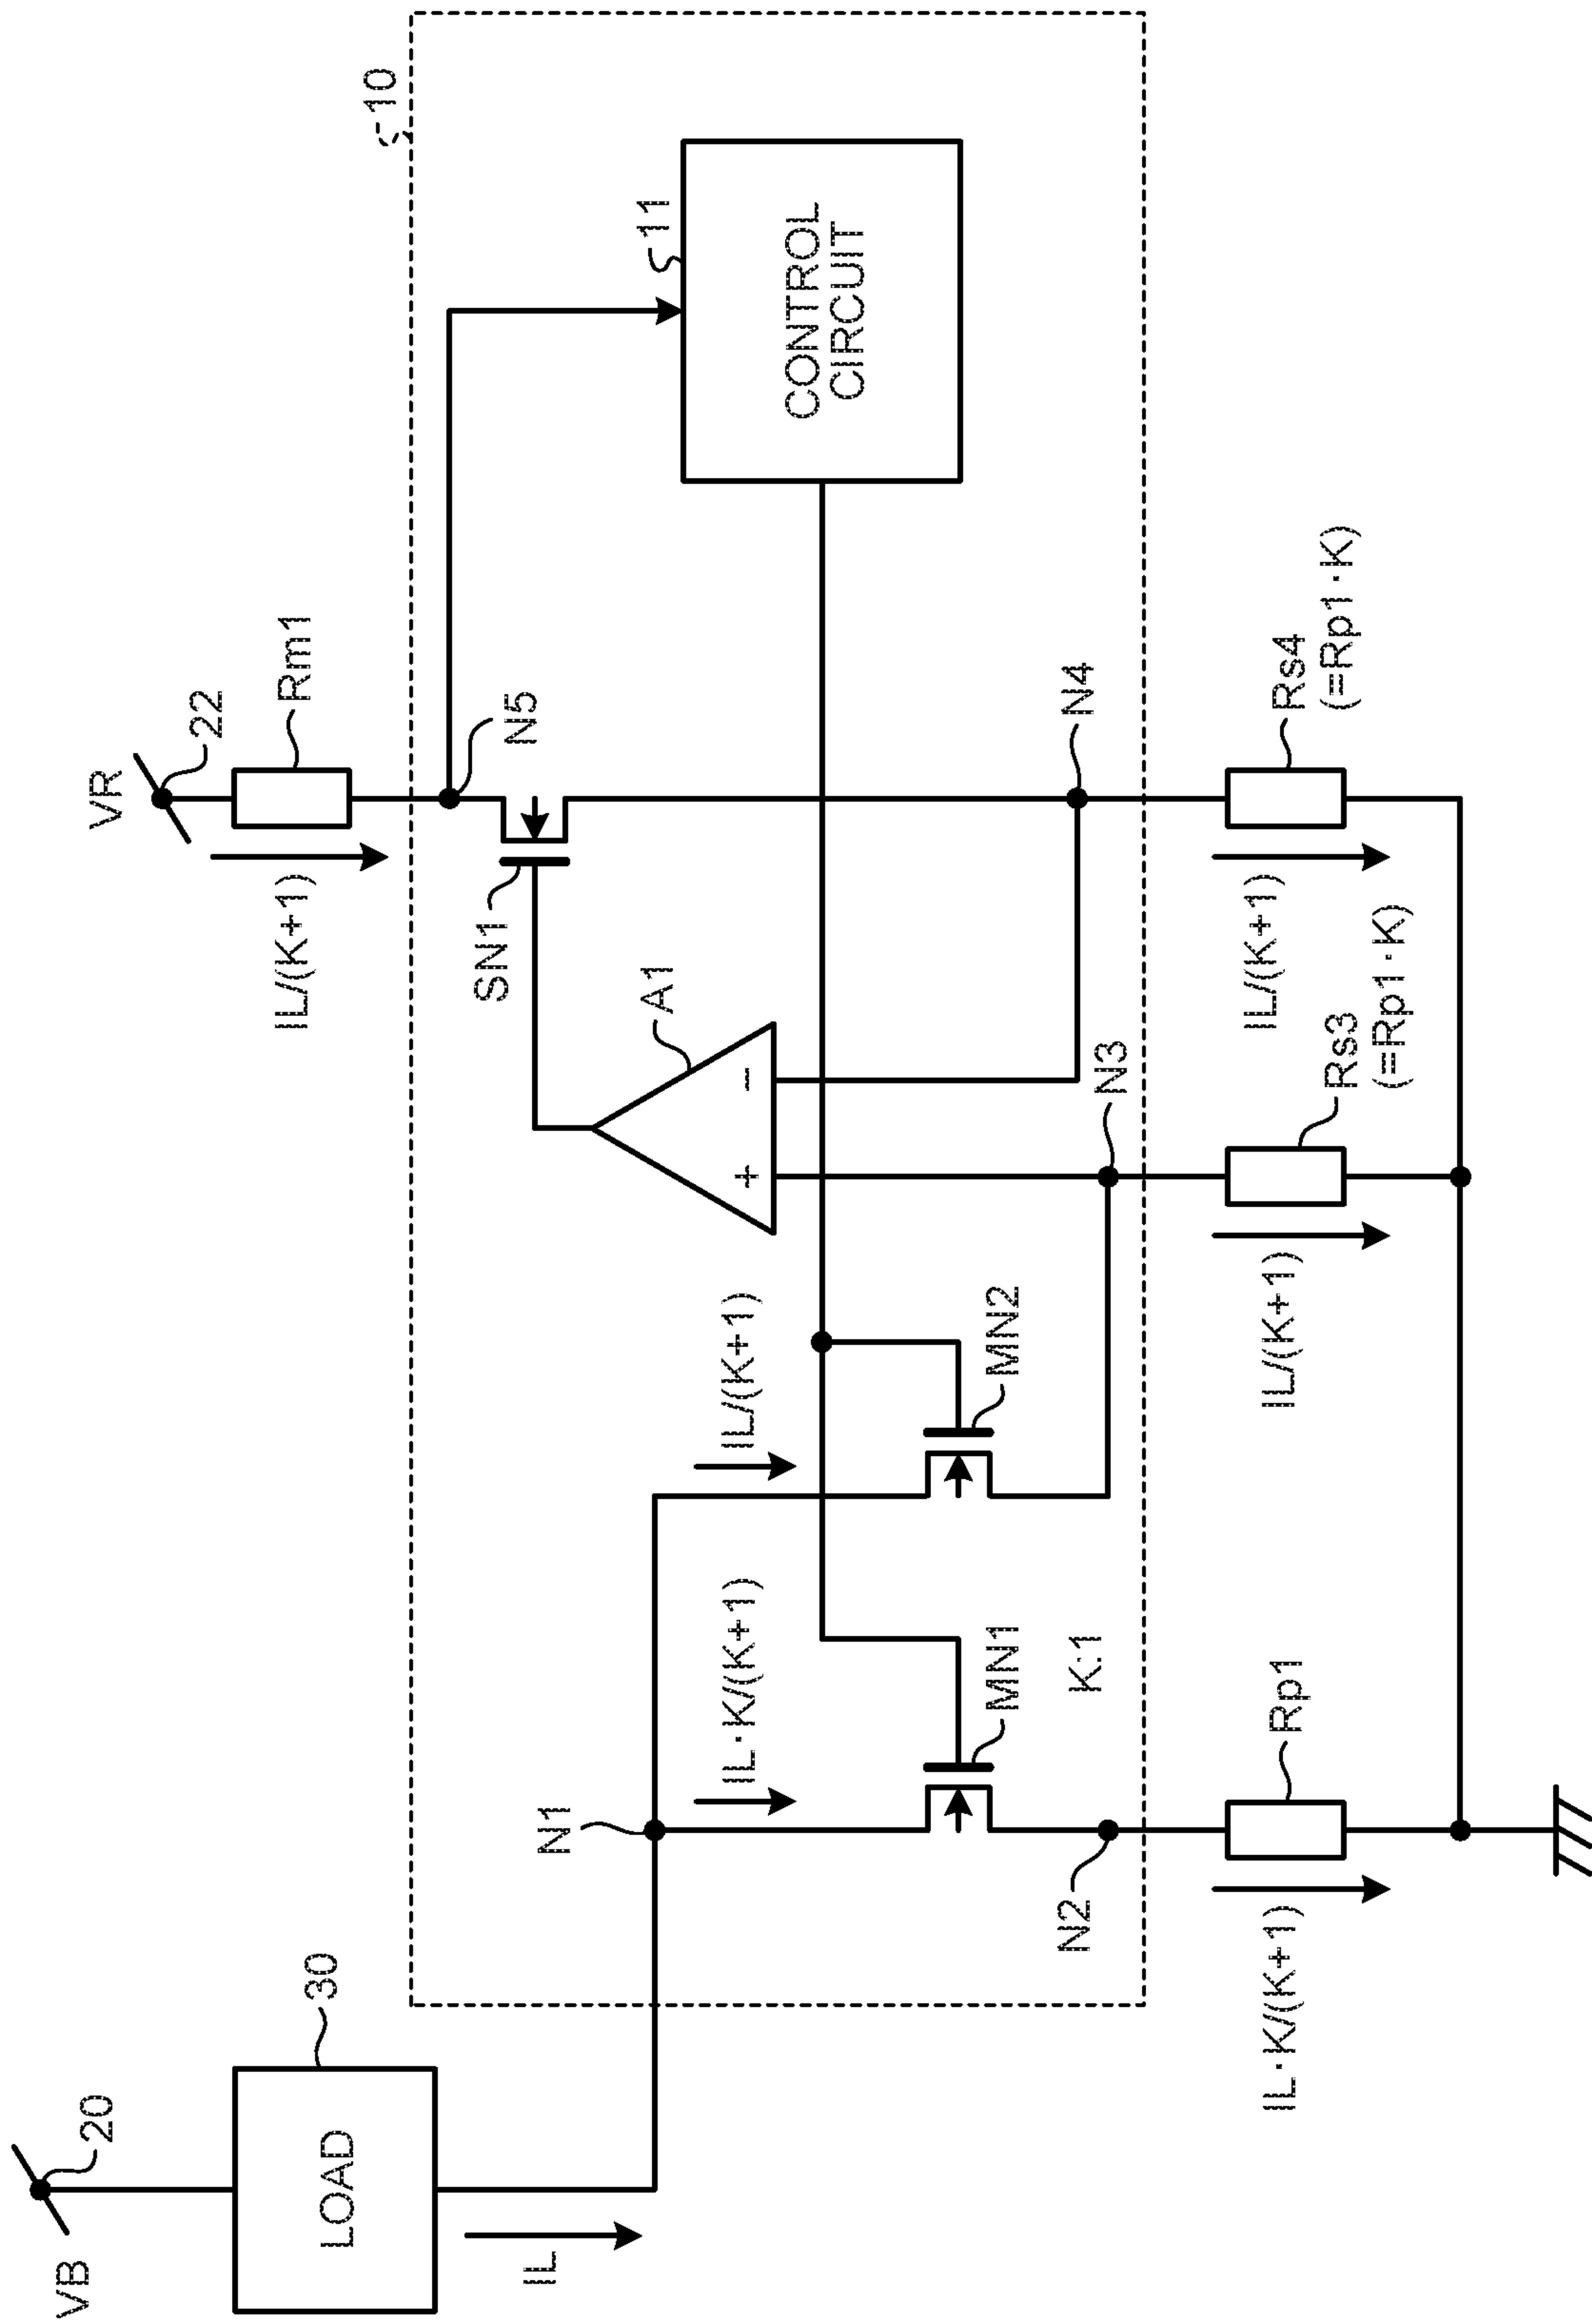 VB
20
LOAD
30
IL
N1
IL·K/(K+1)
MN1
K:1
N2
Rp1
IL·K/(K+1)
IL/(K+1)
MN2
N3
Rs3
(=Rp1·K)
IL/(K+1)
A1
+
−
SN1
VR
22
Rm1
IL/(K+1)
N5
N4
Rs4
(=Rp1·K)
IL/(K+1)
10
11
CONTROL
CIRCUIT